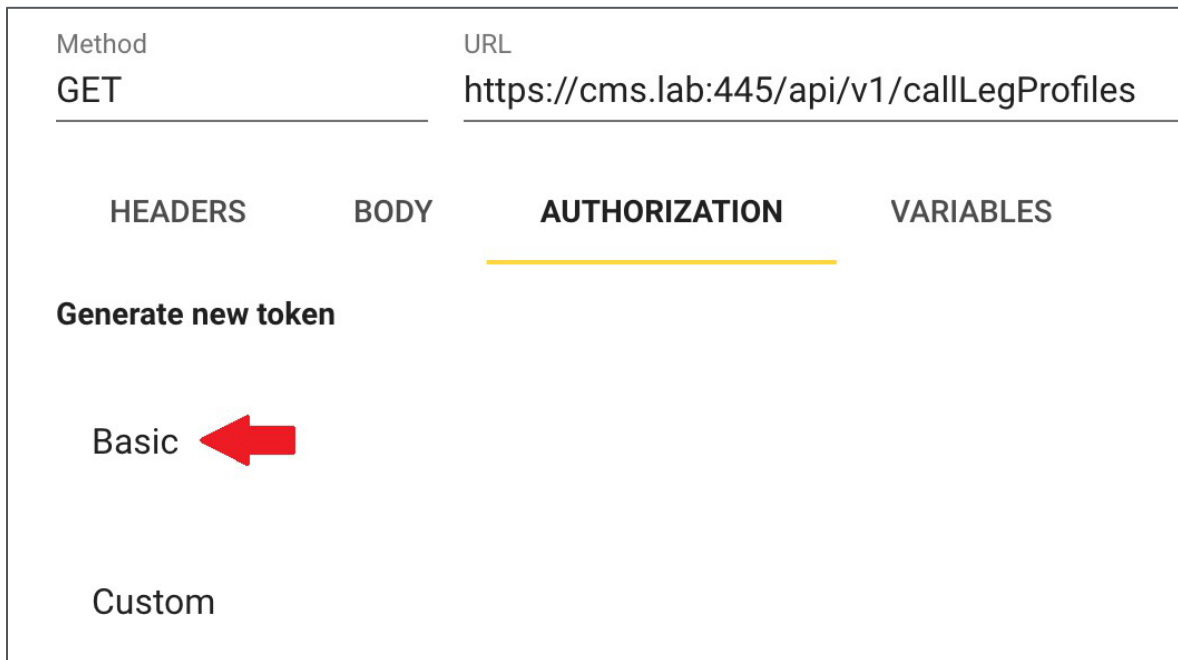 Method URL
GET https://cms.lab:445/api/v1/callLegProfiles
HEADERS BODY AUTHORIZATION VARIABLES
Generate new token
Basic
Custom